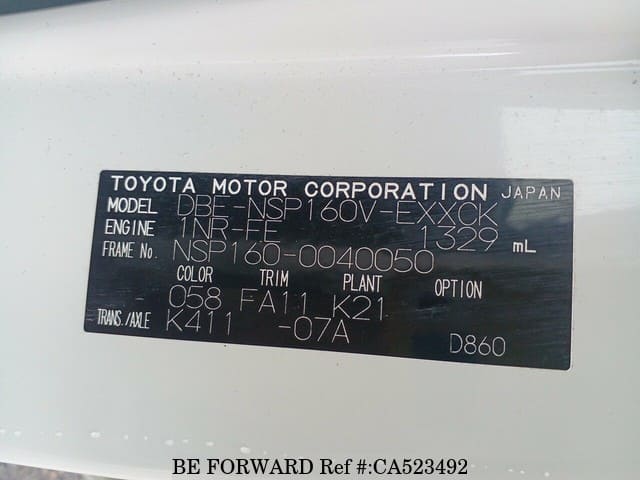 TOYOTA MOTOR CORPORATION JAPAN
MODEL DBE-NSP160V-EXXCK
ENGINE 1NR-FE 1329 mL
FRAME No. NSP160-0040050
COLOR TRIM PLANT OPTION
058 FA11 K21
TRANS./AXLE K411 -07A
D860
BE FORWARD Ref #:CA523492